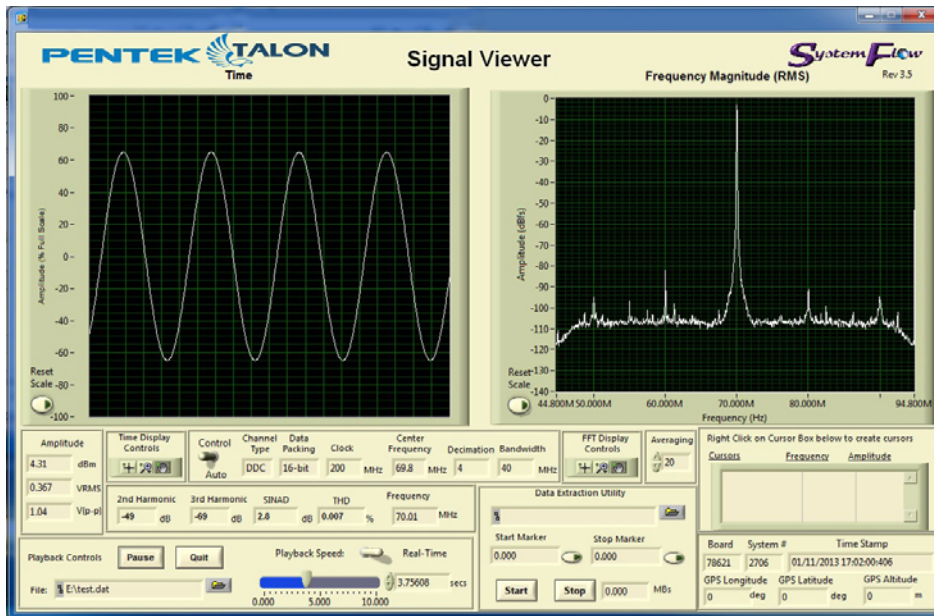 PENTEK TALON
Signal Viewer
System Flow
Rev 3.5
Time
Frequency Magnitude (RMS)
Amplitude (% Full Scale)
100
80
60
40
20
0
-20
-40
-60
-80
-100
Reset
Scale
Amplitude (dBfs)
0
-10
-20
-30
-40
-50
-60
-70
-80
-90
-100
-110
-120
-130
-140
Reset
Scale
44.800M 50.000M 60.000M 70.000M 80.000M 94.800M
Frequency (Hz)
Amplitude
4.31 dBm
0.367 VRMS
1.04 V(p-p)
Time Display
Controls
Control
Auto
Channel Type
DDC
Data Packing
16-bit
Clock
200 MHz
Center Frequency
69.8 MHz
Decimation
4
Bandwidth
40 MHz
FFT Display
Controls
Averaging
20
Right Click on Cursor Box below to create cursors
Cursors Frequency Amplitude
2nd Harmonic 3rd Harmonic SINAD THD Frequency
-49 dB -69 dB 2.8 dB 0.007 % 70.01 MHz
Data Extraction Utility
Start Marker Stop Marker
0.000 0.000
Start Stop 0.000 MBs
Playback Controls Pause Quit
File: E:\test.dat
Playback Speed: Real-Time
0.000 5.000 10.000
3.75608 secs
Board System # Time Stamp
78621 2706 01/11/2013 17:02:00:406
GPS Longitude GPS Latitude GPS Altitude
0 deg 0 deg 0 m